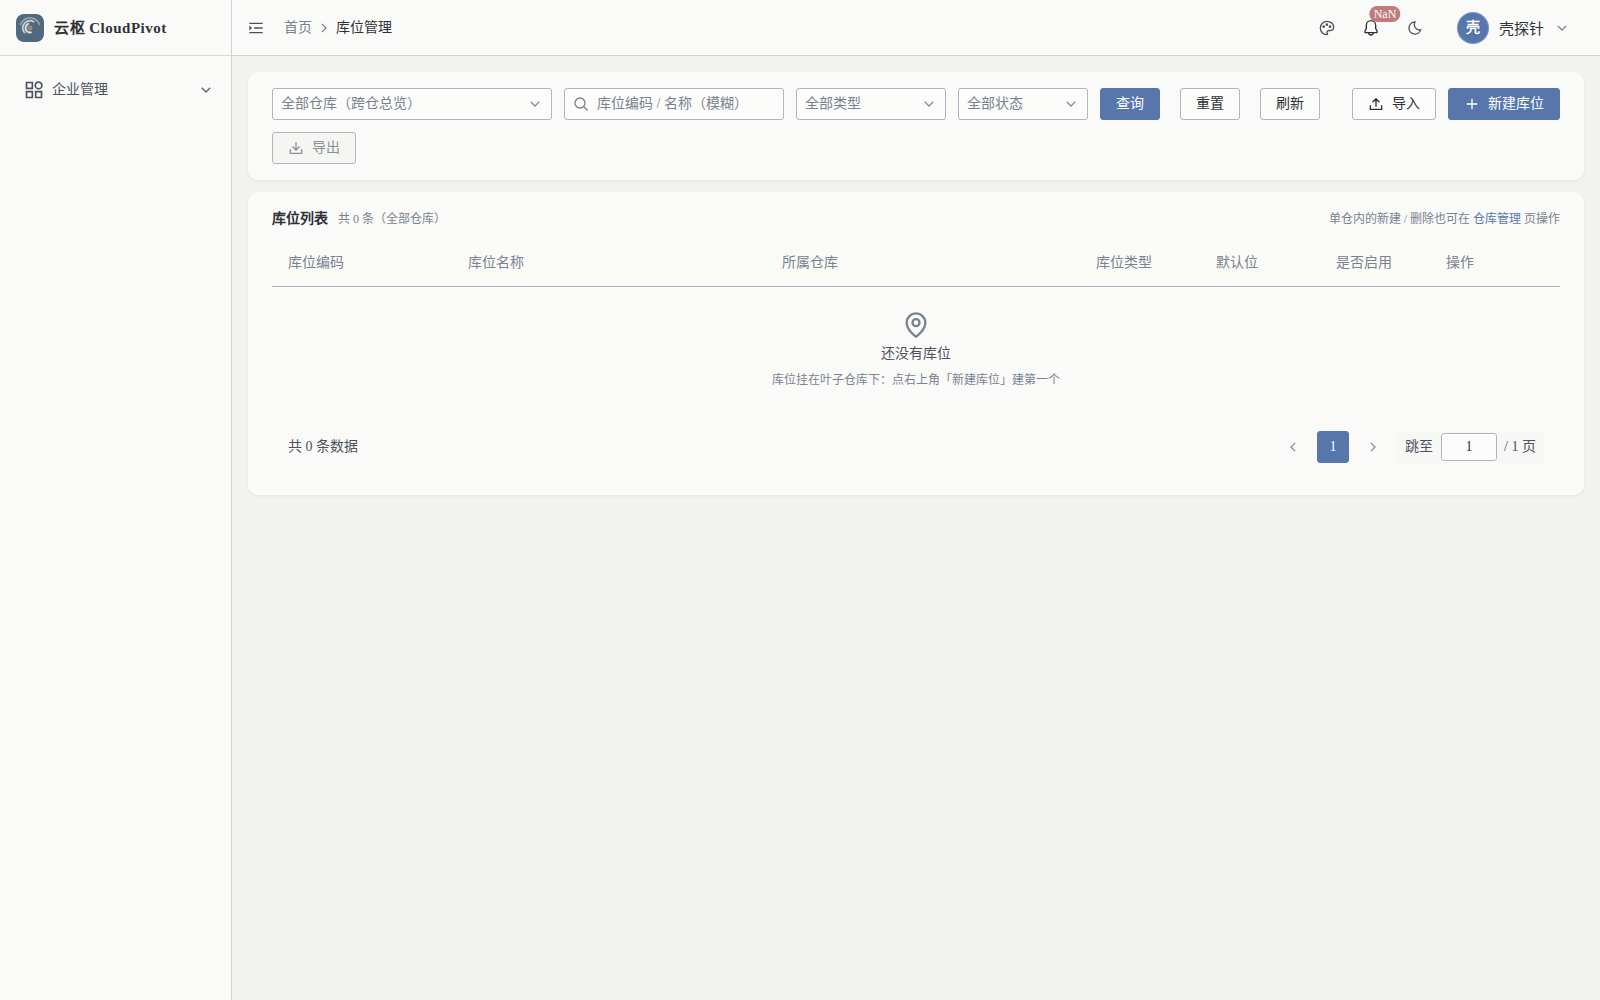 云枢 CloudPivot
首页 > 库位管理
NaN
壳 壳探针
企业管理
全部仓库（跨仓总览） 库位编码 / 名称（模糊） 全部类型 全部状态 查询 重置 刷新 导入 新建库位
导出
库位列表 共 0 条（全部仓库） 单仓内的新建 / 删除也可在 仓库管理 页操作
库位编码 库位名称 所属仓库 库位类型 默认位 是否启用 操作
还没有库位
库位挂在叶子仓库下：点右上角「新建库位」建第一个
共 0 条数据 1 跳至 1 / 1 页